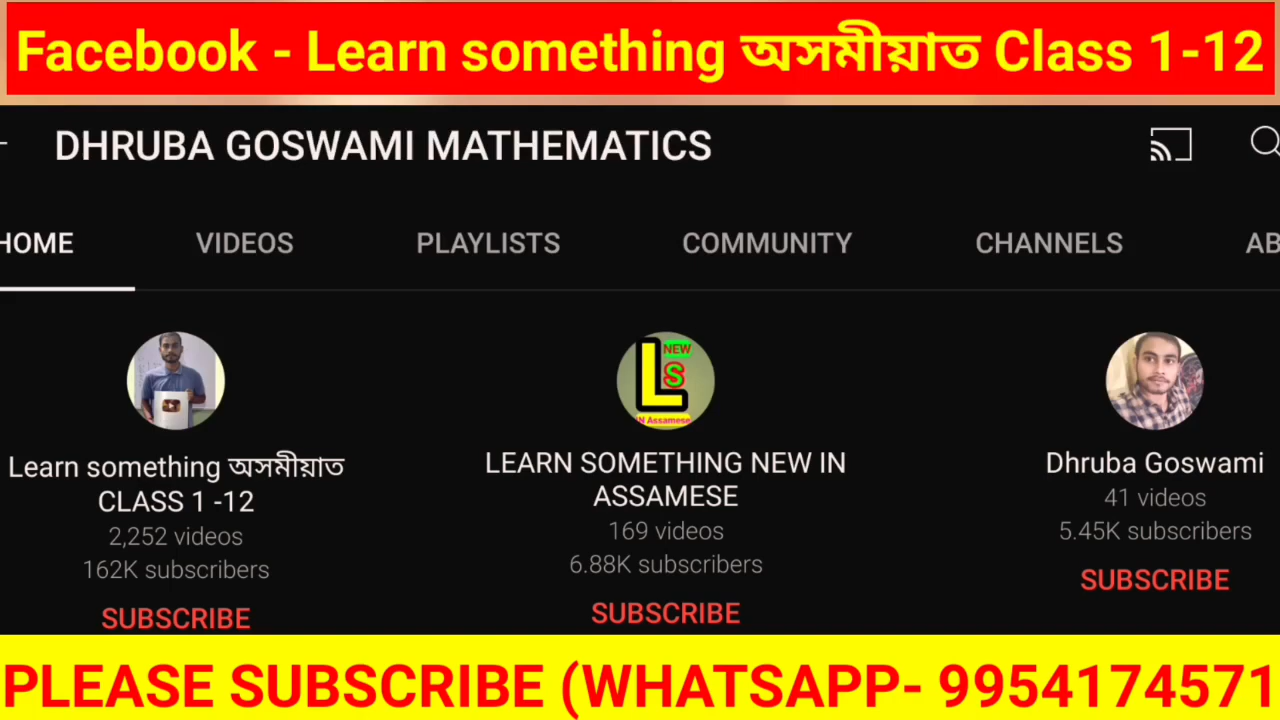 Facebook - Learn something অসমীয়াত Class 1-12
DHRUBA GOSWAMI MATHEMATICS
HOME VIDEOS PLAYLISTS COMMUNITY CHANNELS AB
NEW
LS
N Assamese
Learn something অসমীয়াত
CLASS 1 -12
2,252 videos
162K subscribers
SUBSCRIBE
LEARN SOMETHING NEW IN
ASSAMESE
169 videos
6.88K subscribers
SUBSCRIBE
Dhruba Goswami
41 videos
5.45K subscribers
SUBSCRIBE
PLEASE SUBSCRIBE (WHATSAPP- 9954174571